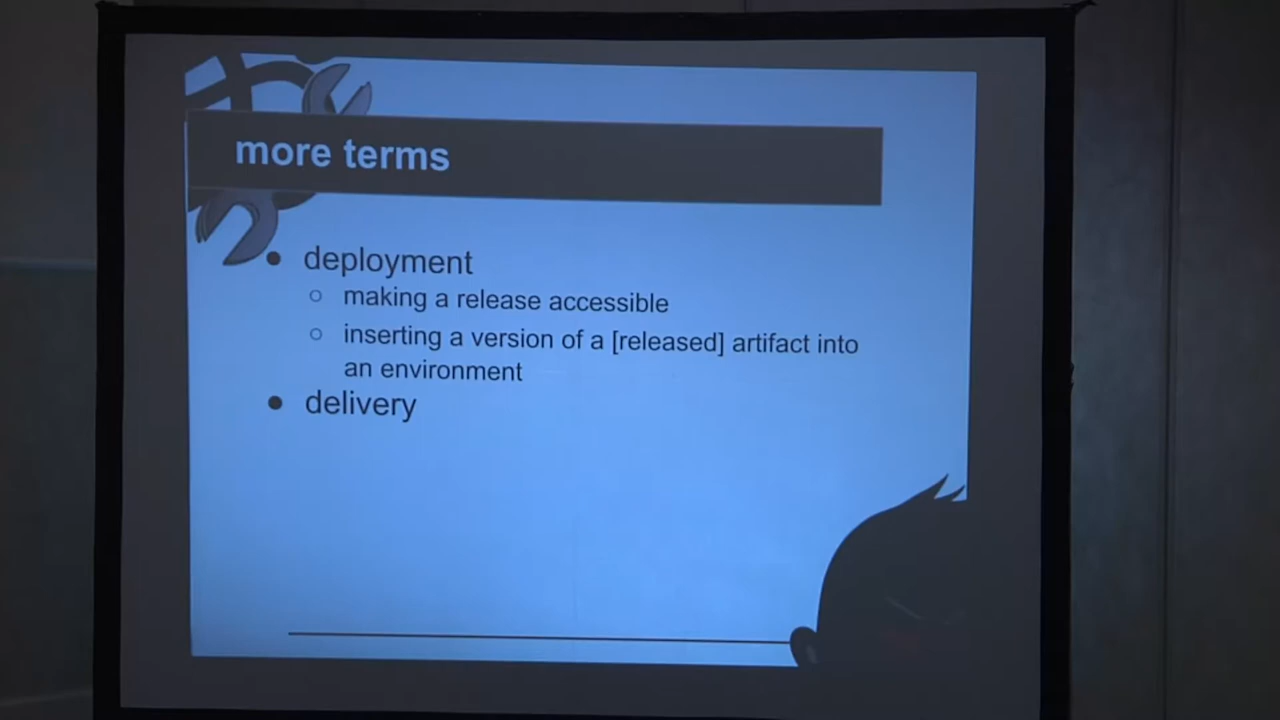 more terms
deployment
making a release accessible
inserting a version of a [released] artifact into
an environment
delivery